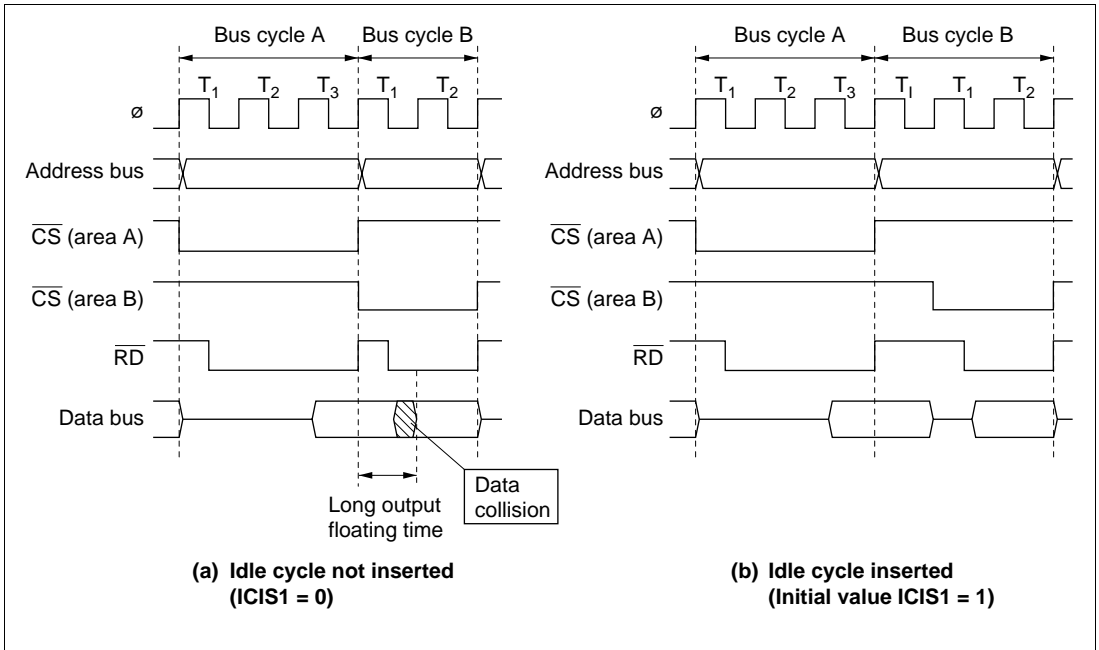 Bus cycle A Bus cycle B
T1 T2 T3 T1 T2
ø
Address bus
CS (area A)
CS (area B)
RD
Data bus
Long output
floating time
Data
collision
(a) Idle cycle not inserted
(ICIS1 = 0)
Bus cycle A Bus cycle B
T1 T2 T3 TI T1 T2
ø
Address bus
CS (area A)
CS (area B)
RD
Data bus
(b) Idle cycle inserted
(Initial value ICIS1 = 1)